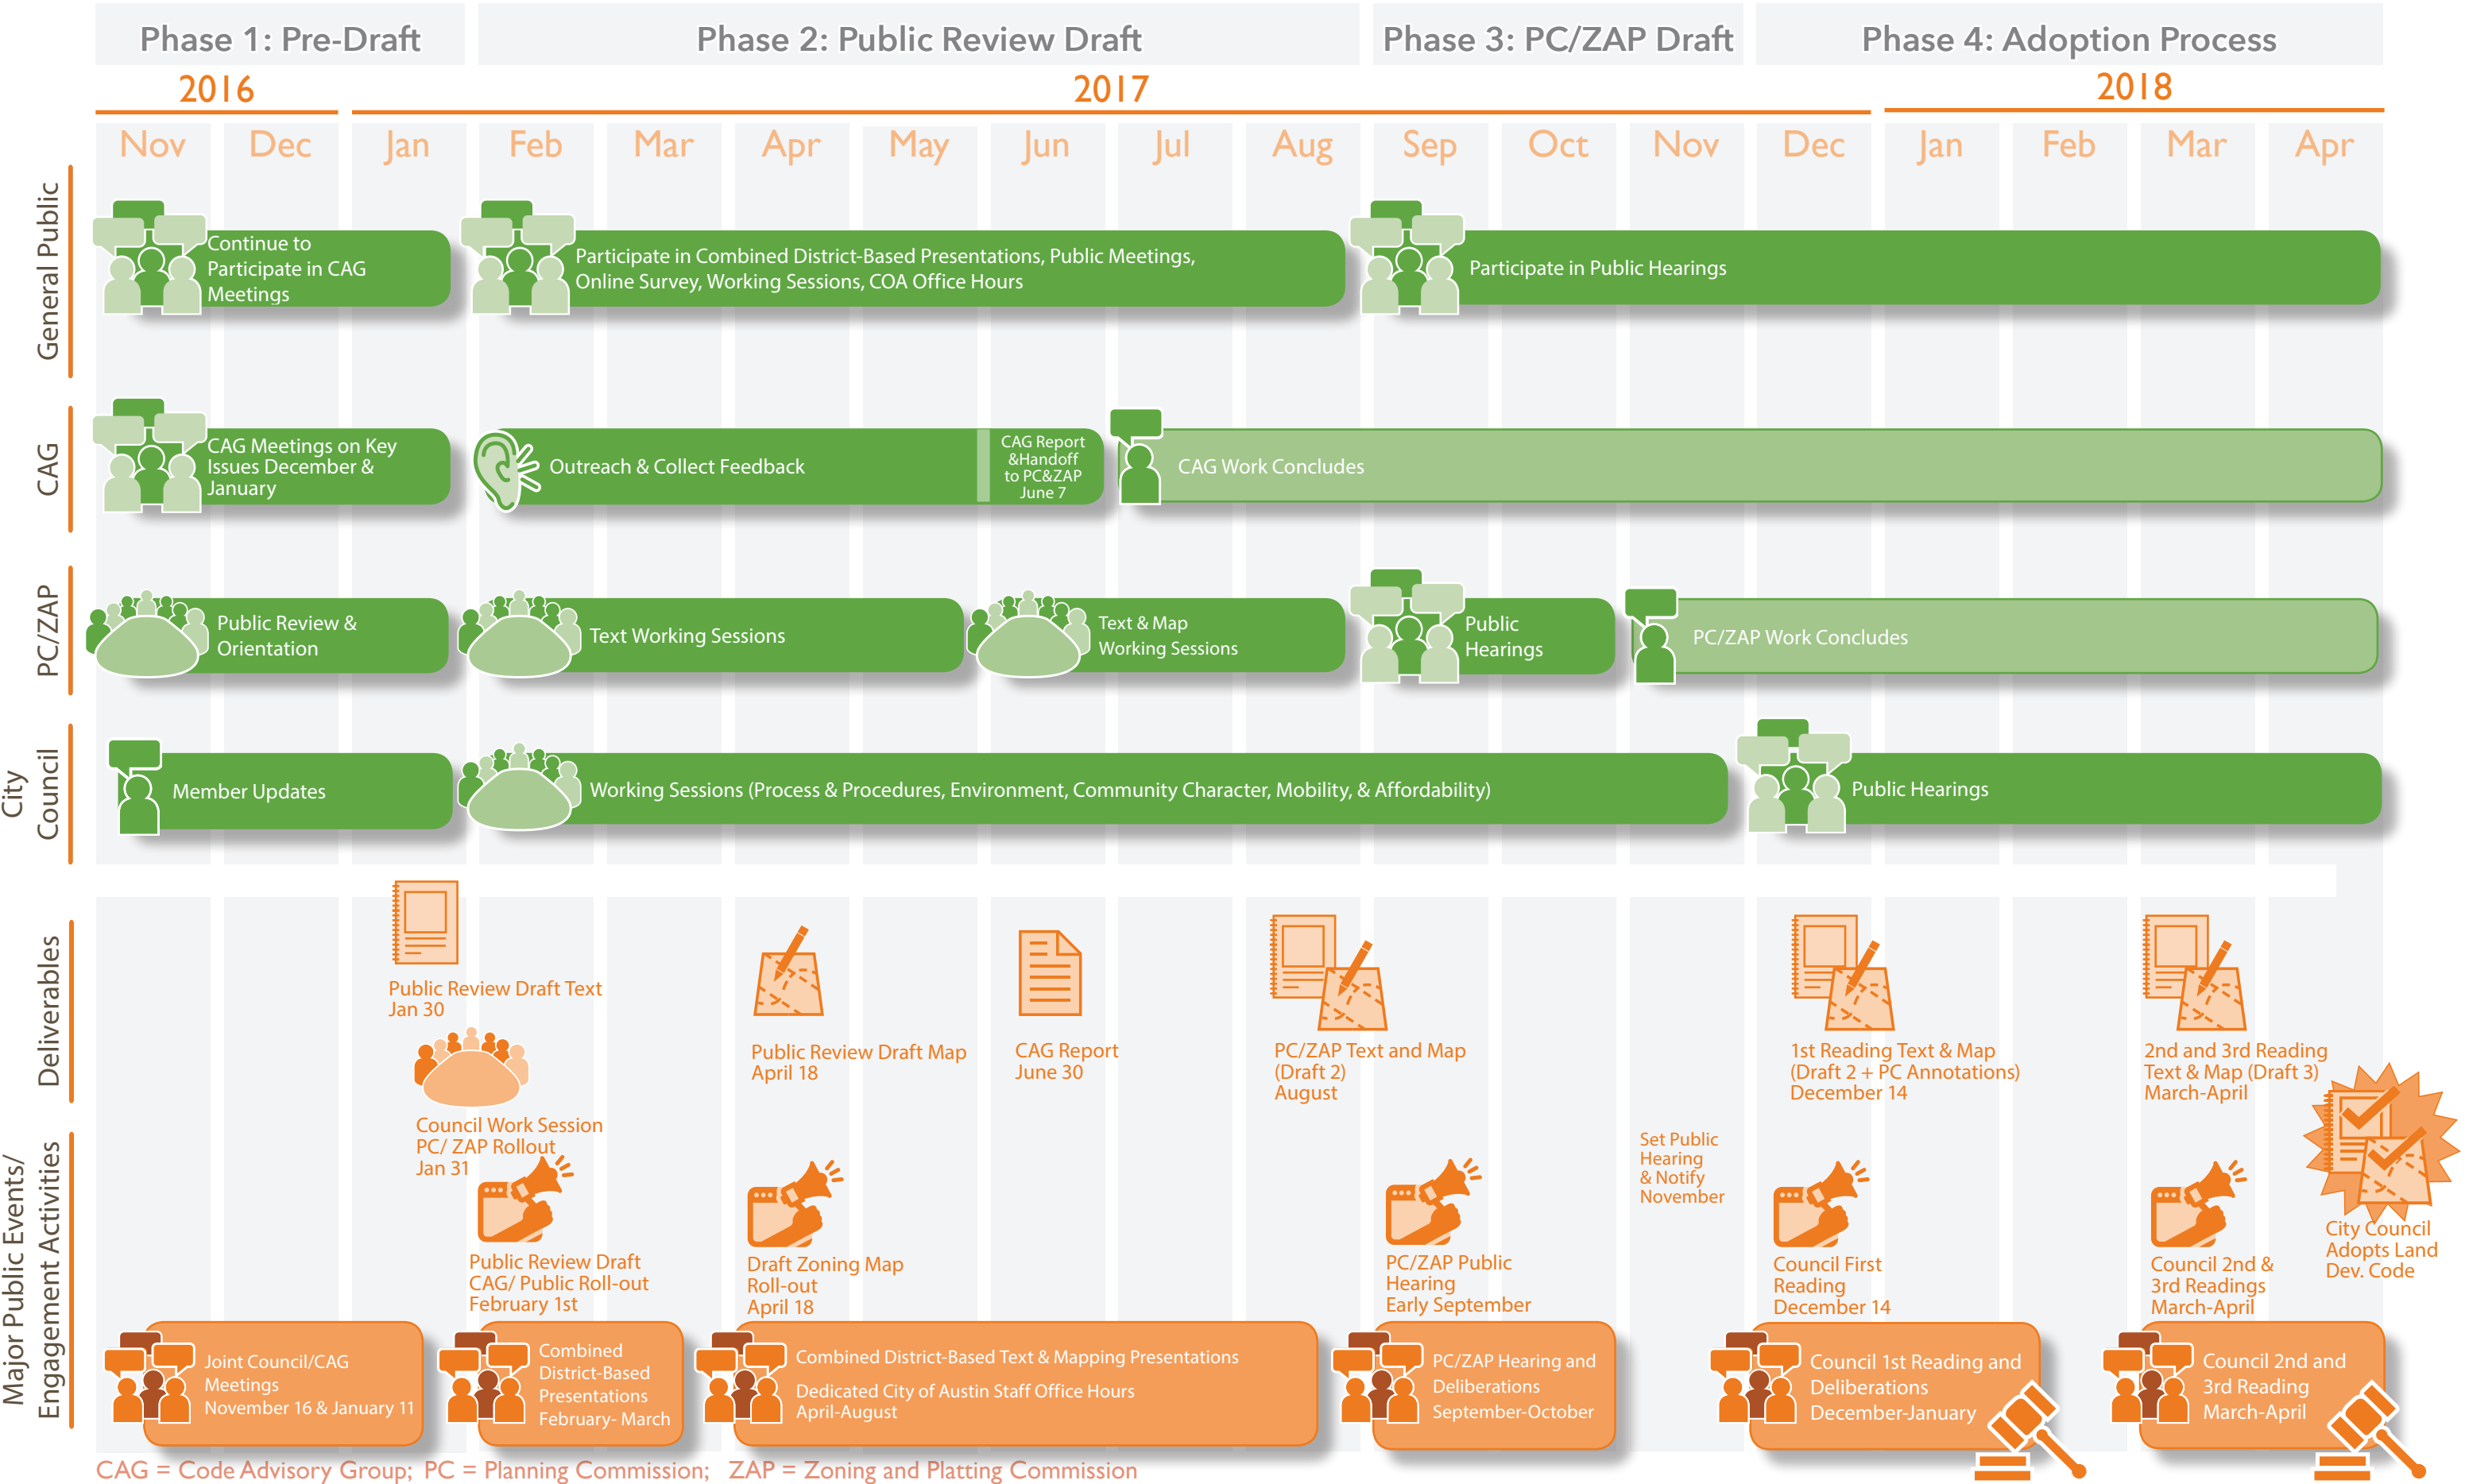 Phase 1: Pre-Draft
Phase 2: Public Review Draft
Phase 3: PC/ZAP Draft
Phase 4: Adoption Process
2016
2017
2018
Nov
Dec
Jan
Feb
Mar
Apr
May
Jun
Jul
Aug
Sep
Oct
Nov
Dec
Jan
Feb
Mar
Apr
General Public
Continue to
Participate in CAG
Meetings
Participate in Combined District-Based Presentations, Public Meetings,
Online Survey, Working Sessions, COA Office Hours
Participate in Public Hearings
CAG
CAG Meetings on Key
Issues December &
January
Outreach & Collect Feedback
CAG Report
&Handoff
to PC&ZAP
June 7
CAG Work Concludes
PC/ZAP
Public Review &
Orientation
Text Working Sessions
Text & Map
Working Sessions
Public
Hearings
PC/ZAP Work Concludes
City
Council
Member Updates
Working Sessions (Process & Procedures, Environment, Community Character, Mobility, & Affordability)
Public Hearings
Deliverables
Public Review Draft Text
Jan 30
Public Review Draft Map
April 18
CAG Report
June 30
PC/ZAP Text and Map
(Draft 2)
August
1st Reading Text & Map
(Draft 2 + PC Annotations)
December 14
2nd and 3rd Reading
Text & Map (Draft 3)
March-April
Major Public Events/
Engagement Activities
Council Work Session
PC/ ZAP Rollout
Jan 31
Public Review Draft
CAG/ Public Roll-out
February 1st
Draft Zoning Map
Roll-out
April 18
PC/ZAP Public
Hearing
Early September
Set Public
Hearing
& Notify
November
Council First
Reading
December 14
Council 2nd &
3rd Readings
March-April
City Council
Adopts Land
Dev. Code
Joint Council/CAG
Meetings
November 16 & January 11
Combined
District-Based
Presentations
February- March
Combined District-Based Text & Mapping Presentations
Dedicated City of Austin Staff Office Hours
April-August
PC/ZAP Hearing and
Deliberations
September-October
Council 1st Reading and
Deliberations
December-January
Council 2nd and
3rd Reading
March-April
CAG = Code Advisory Group; PC = Planning Commission; ZAP = Zoning and Platting Commission